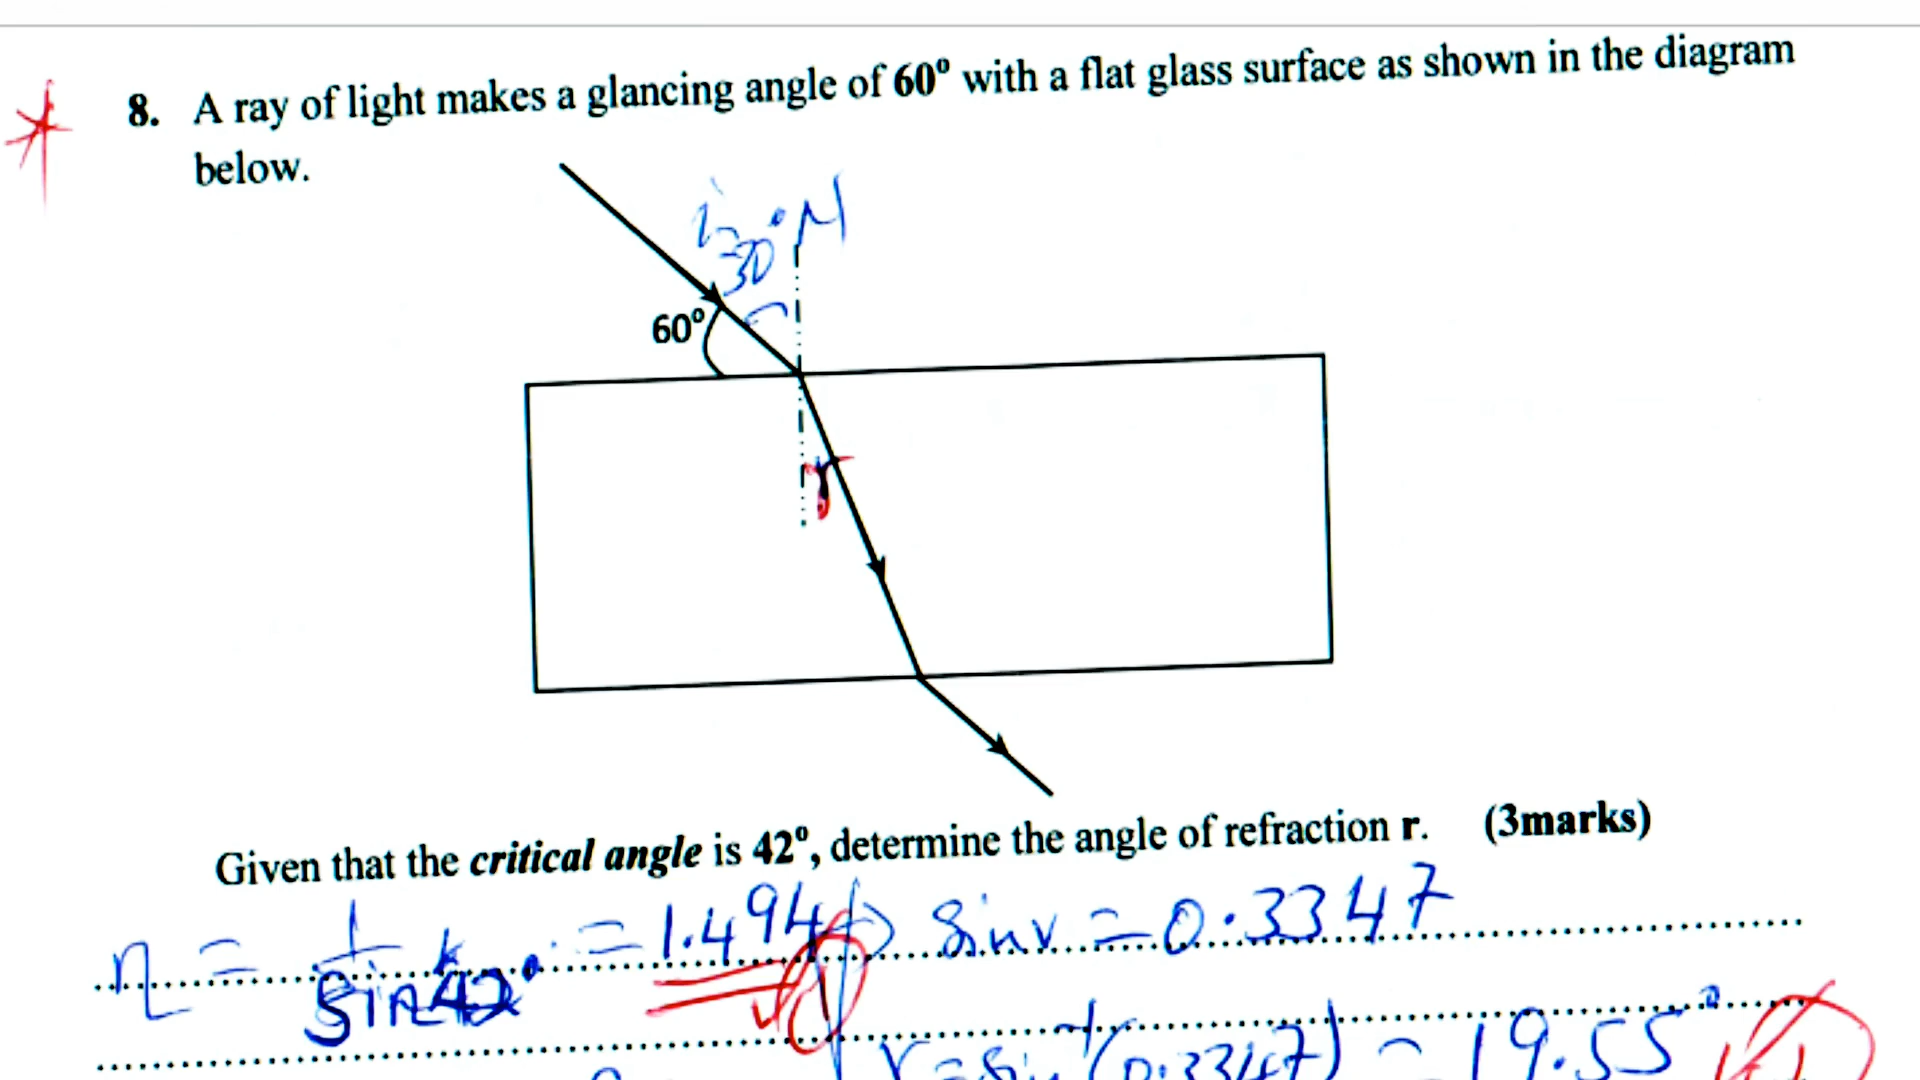 8. A ray of light makes a glancing angle of 60° with a flat glass surface as shown in the diagram
below.
i=30° N
60°
r
Given that the critical angle is 42°, determine the angle of refraction r. (3marks)
n = 1/sin 42° = 1.494 sin r = 0.3347
r = sin⁻¹(0.3347) = 19.55°